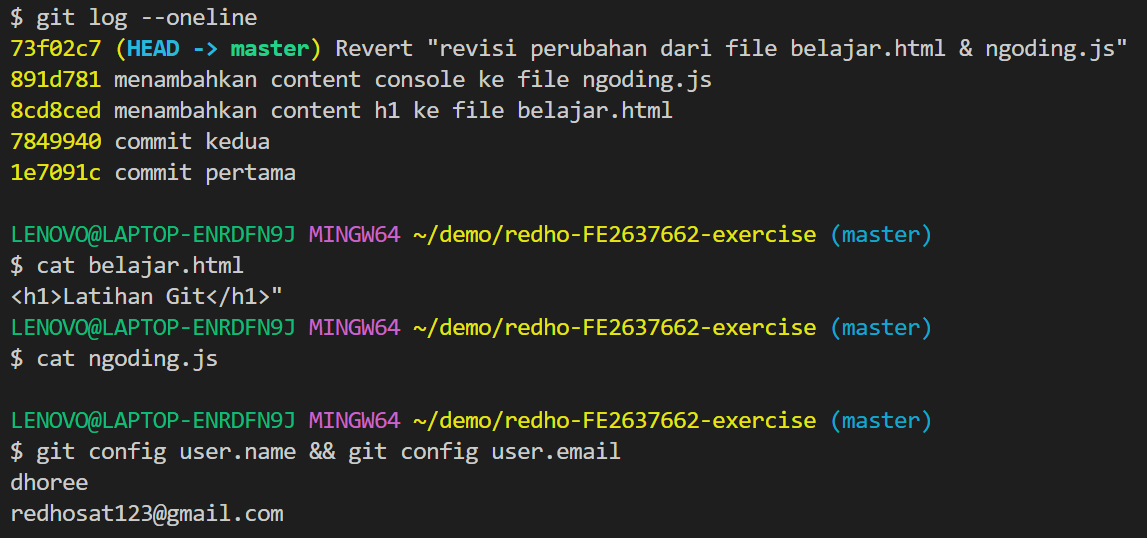 $ git log --oneline
73f02c7 (HEAD -> master) Revert "revisi perubahan dari file belajar.html & ngoding.js"
891d781 menambahkan content console ke file ngoding.js
8cd8ced menambahkan content h1 ke file belajar.html
7849940 commit kedua
1e7091c commit pertama
LENOVO@LAPTOP-ENRDFN9J MINGW64 ~/demo/redho-FE2637662-exercise (master)
$ cat belajar.html
<h1>Latihan Git</h1>"
LENOVO@LAPTOP-ENRDFN9J MINGW64 ~/demo/redho-FE2637662-exercise (master)
$ cat ngoding.js
LENOVO@LAPTOP-ENRDFN9J MINGW64 ~/demo/redho-FE2637662-exercise (master)
$ git config user.name && git config user.email
dhoree
redhosat123@gmail.com